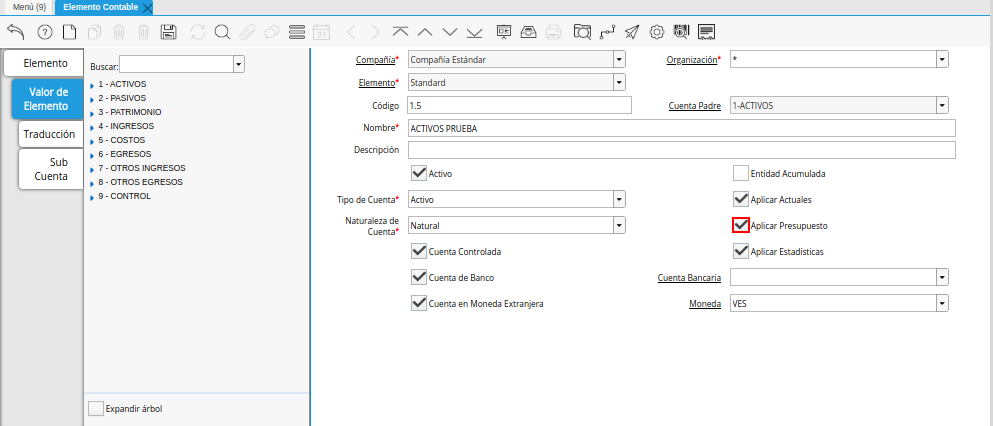 Menú (9) Elemento Contable
Elemento
Valor de
Elemento
Traducción
Sub
Cuenta
Buscar:
1 - ACTIVOS
2 - PASIVOS
3 - PATRIMONIO
4 - INGRESOS
5 - COSTOS
6 - EGRESOS
7 - OTROS INGRESOS
8 - OTROS EGRESOS
9 - CONTROL
Expandir árbol
Compañía* Compañía Estándar Organización* *
Elemento* Standard
Código 1.5 Cuenta Padre 1-ACTIVOS
Nombre* ACTIVOS PRUEBA
Descripción
Activo Entidad Acumulada
Tipo de Cuenta* Activo Aplicar Actuales
Naturaleza de
Cuenta* Natural Aplicar Presupuesto
Cuenta Controlada Aplicar Estadísticas
Cuenta de Banco Cuenta Bancaria
Cuenta en Moneda Extranjera Moneda VES